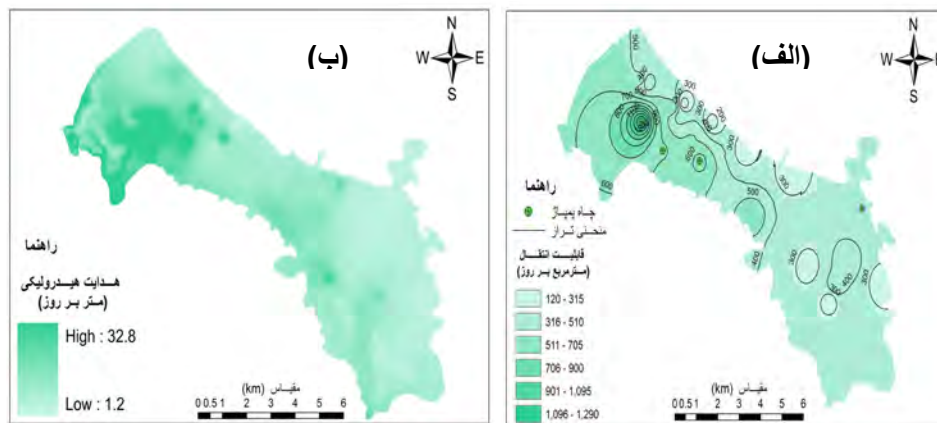 (ب)
N
W E
S
راهنما
هدایت هیدرولیکی
(متر بر روز)
High : 32.8
Low : 1.2
مقیاس (km)
0 0.5 1 2 3 4 5 6
(الف)
N
W
S
500
300
200
300
500
600
400
300
400
300
300
راهنما
چاه پمپاژ
منحنی تراز
قابلیت انتقال
(مترمربع بر روز)
120 - 315
316 - 510
511 - 705
706 - 900
901 - 1,095
1,096 - 1,290
مقیاس (km)
0 0.5 1 2 3 4 5 6